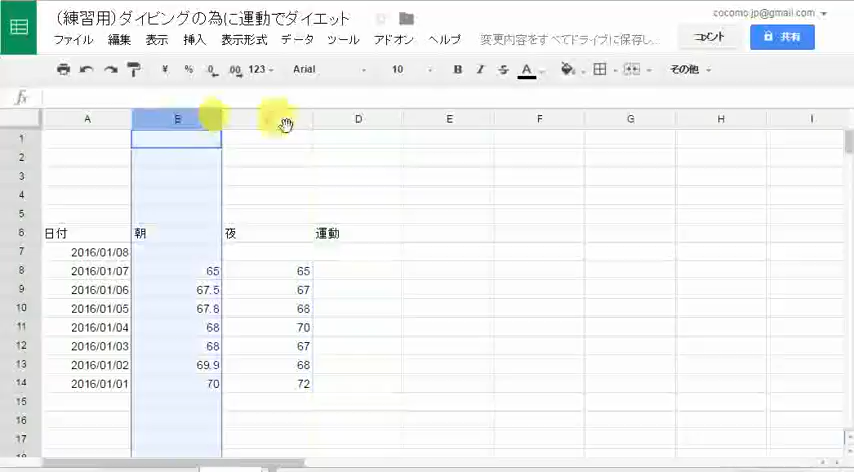 (練習用)ダイビングの為に運動でダイエット
cocomo.jp@gmail.com
ファイル 編集 表示 挿入 表示形式 データ ツール アドオン ヘルプ 変更内容をすべてドライブに保存し...
コメント 共有
¥ % .0 .00 123 Arial 10 B I S A その他
fx
A B D E F G H I
1
2
3
4
5
6 日付 朝 夜 運動
7 2016/01/08
8 2016/01/07 65 65
9 2016/01/06 67.5 67
10 2016/01/05 67.8 68
11 2016/01/04 68 70
12 2016/01/03 68 67
13 2016/01/02 69.9 68
14 2016/01/01 70 72
15
16
17
18